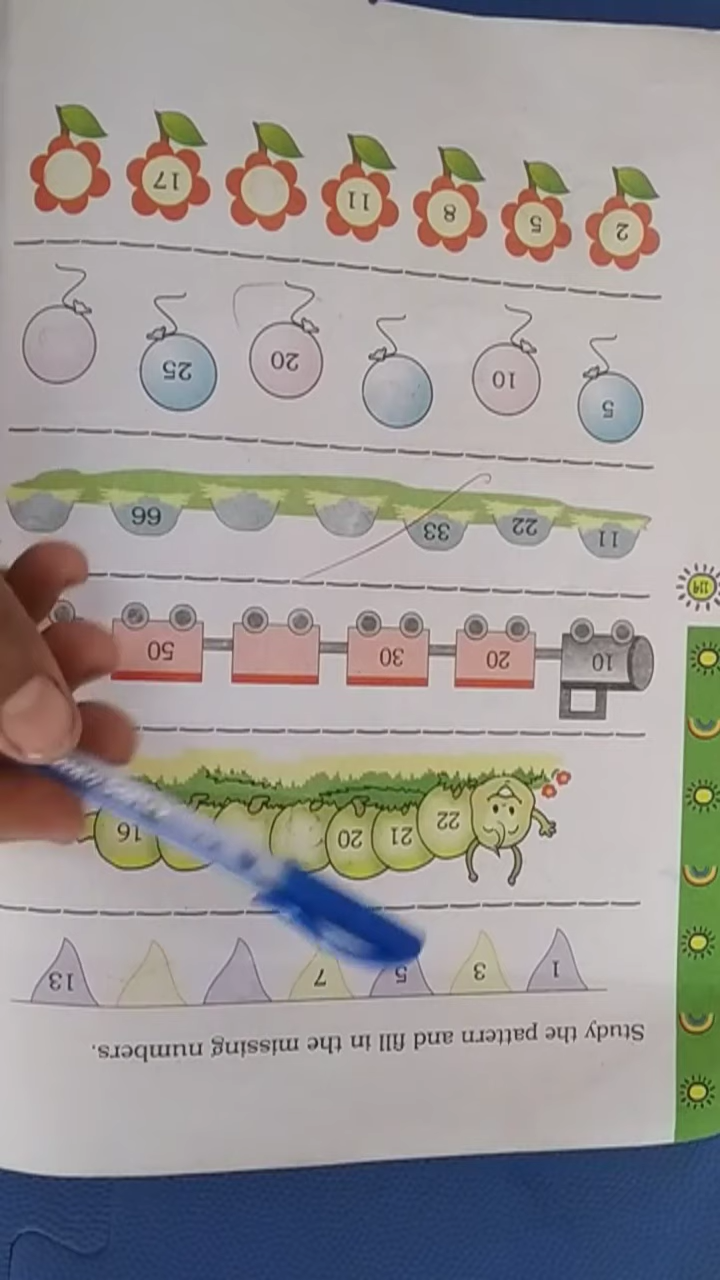 Study the pattern and fill in the missing numbers.
1 3 5 7 13
22 21 20 16
10 20 30 50
11 22 33 66
5 10 20 25
2 5 8 11 17
119